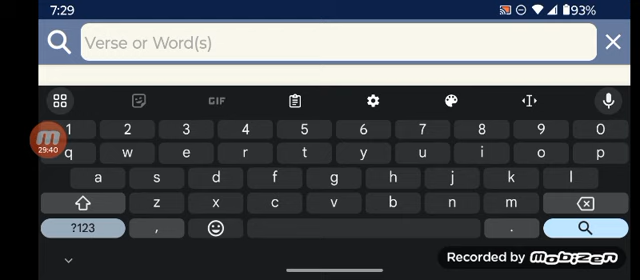 7:29 93%
Verse or Word(s)
GIF
1 2 3 4 5 6 7 8 9 0
29:40
q w e r t y u i o p
a s d f g h j k l
z x c v b n m
?123 , .
Recorded by Mobizen